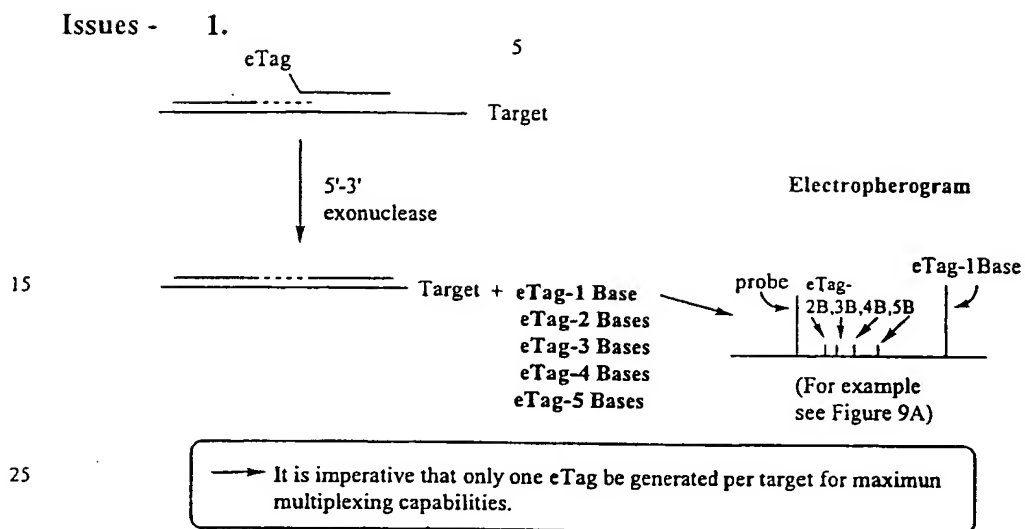 Issues - 1.
5
eTag
Target
5'-3'
exonuclease
Electropherogram
15
Target + eTag-1 Base
eTag-2 Bases
eTag-3 Bases
eTag-4 Bases
eTag-5 Bases
probe
eTag-
2B,3B,4B,5B
eTag-1Base
(For example
see Figure 9A)
25
It is imperative that only one eTag be generated per target for maximun
multiplexing capabilities.